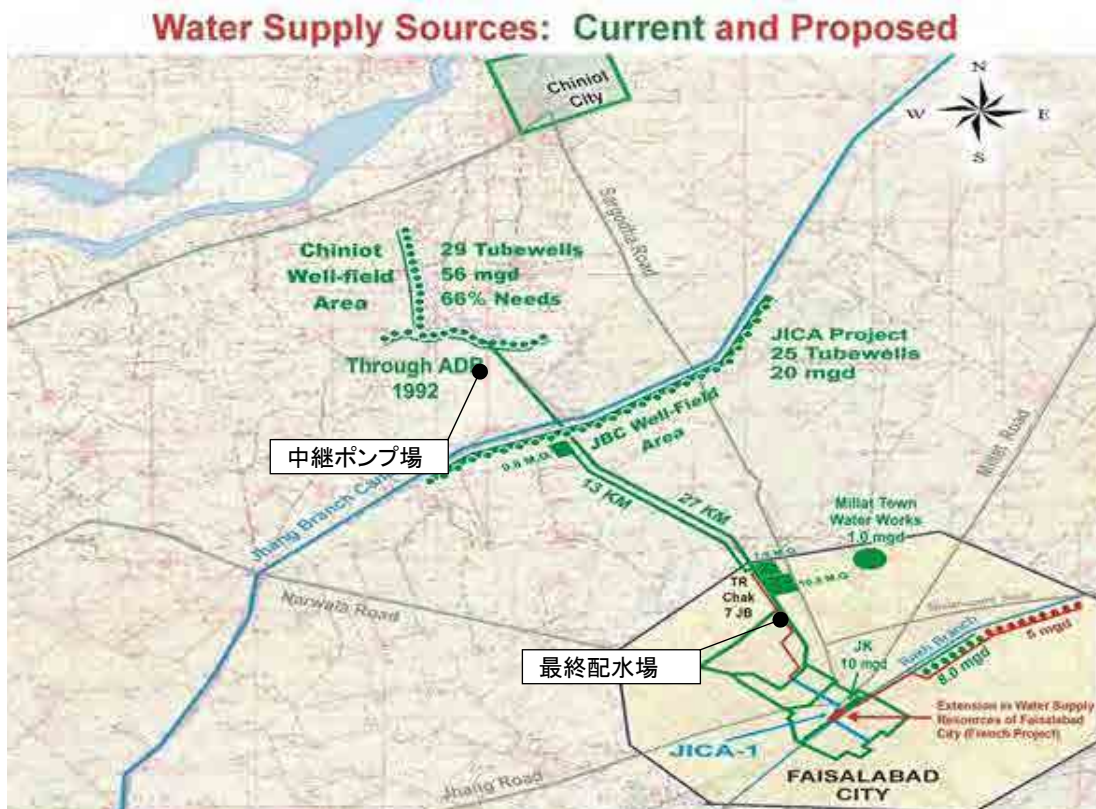 Water Supply Sources: Current and Proposed
Chiniot
City
N
W
E
S
Sargodha Road
Chiniot
Well-field
Area
29 Tubewells
56 mgd
66% Needs
Through ADB
1992
JICA Project
25 Tubewells
20 mgd
中継ポンプ場
JBC Well-Field
Area
Jhang Branch Canal
13 KM
27 KM
Millat Road
Millat Town
Water Works
1.0 mgd
Narwala Road
TR
Chak
7 JB
最終配水場
JK
10 mgd
Rakh Branch
5 mgd
8.0 mgd
Extension in Water Supply
Resources of Faisalabad
City (French Project)
JICA-1
FAISALABAD
CITY
Jhang Road